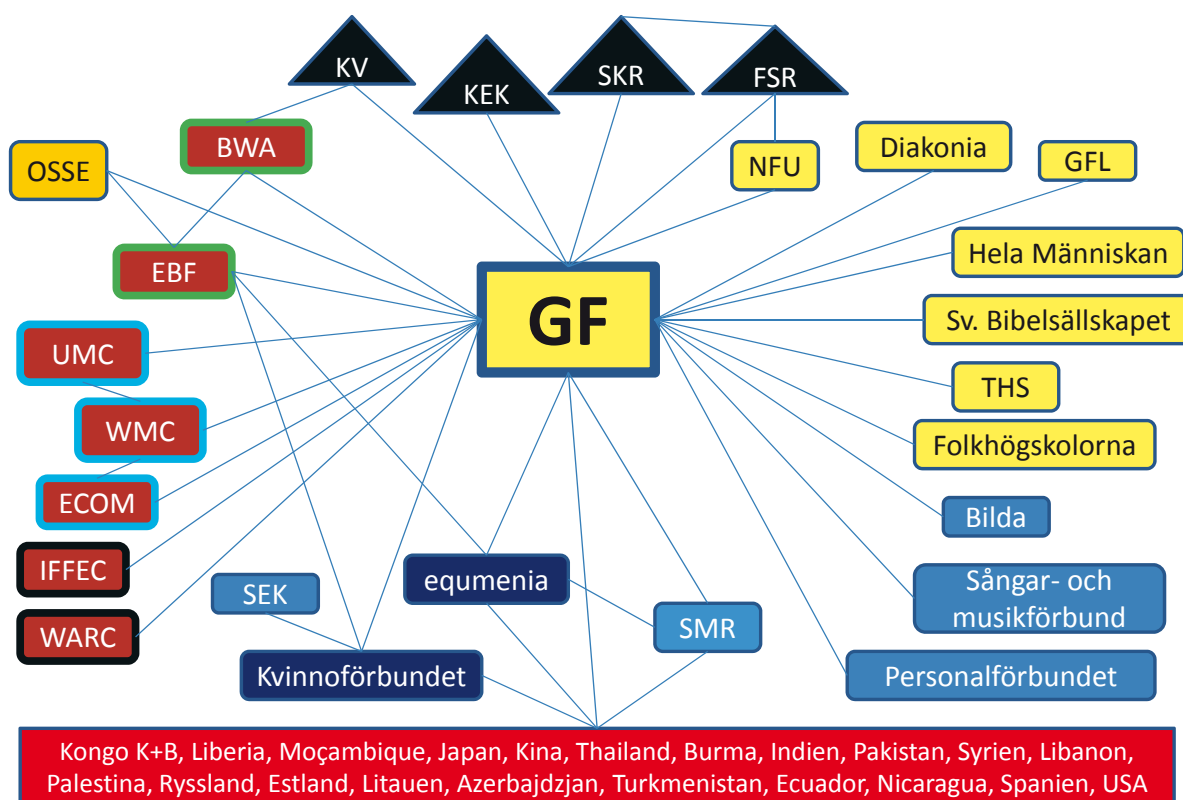 KV
KEK
SKR
FSR
BWA
OSSE
NFU
Diakonia
GFL
EBF
GF
Hela Människan
Sv. Bibelsällskapet
UMC
WMC
THS
Folkhögskolorna
ECOM
Bilda
IFFEC
SEK
equmenia
Sångar- och
musikförbund
WARC
SMR
Kvinnoförbundet
Personalförbundet
Kongo K+B, Liberia, Moçambique, Japan, Kina, Thailand, Burma, Indien, Pakistan, Syrien, Libanon,
Palestina, Ryssland, Estland, Litauen, Azerbajdzjan, Turkmenistan, Ecuador, Nicaragua, Spanien, USA